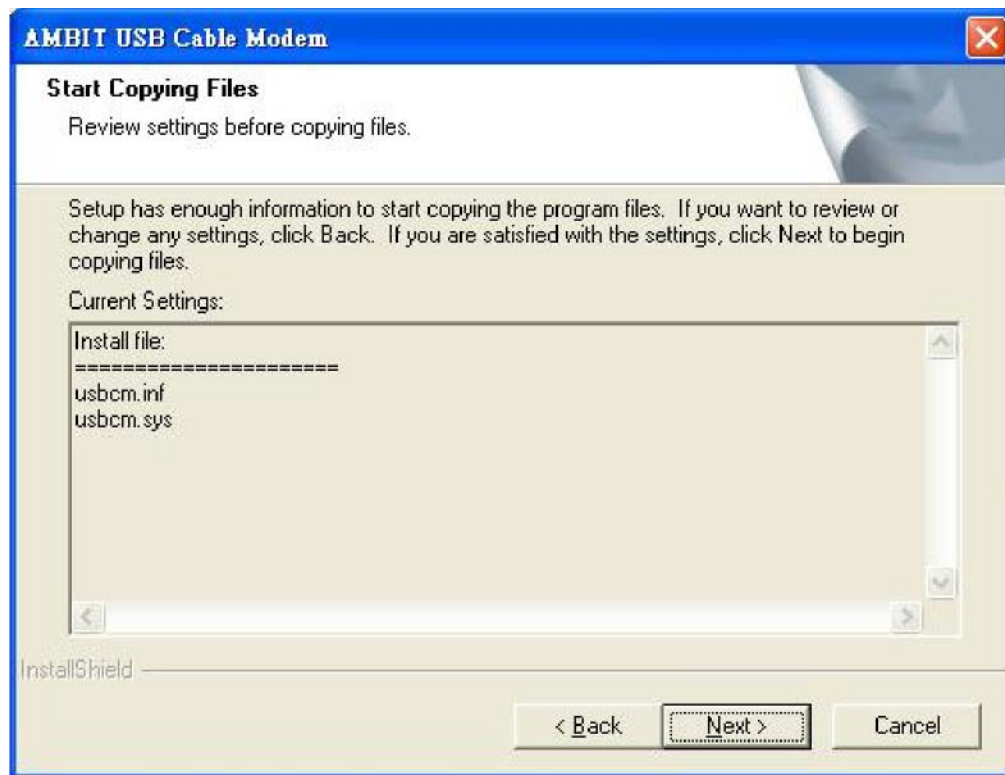 AMBIT USB Cable Modem
Start Copying Files
Review settings before copying files.
Setup has enough information to start copying the program files. If you want to review or
change any settings, click Back. If you are satisfied with the settings, click Next to begin
copying files.
Current Settings:
Install file:
======================
usbcm.inf
usbcm.sys
InstallShield
< Back
Next >
Cancel